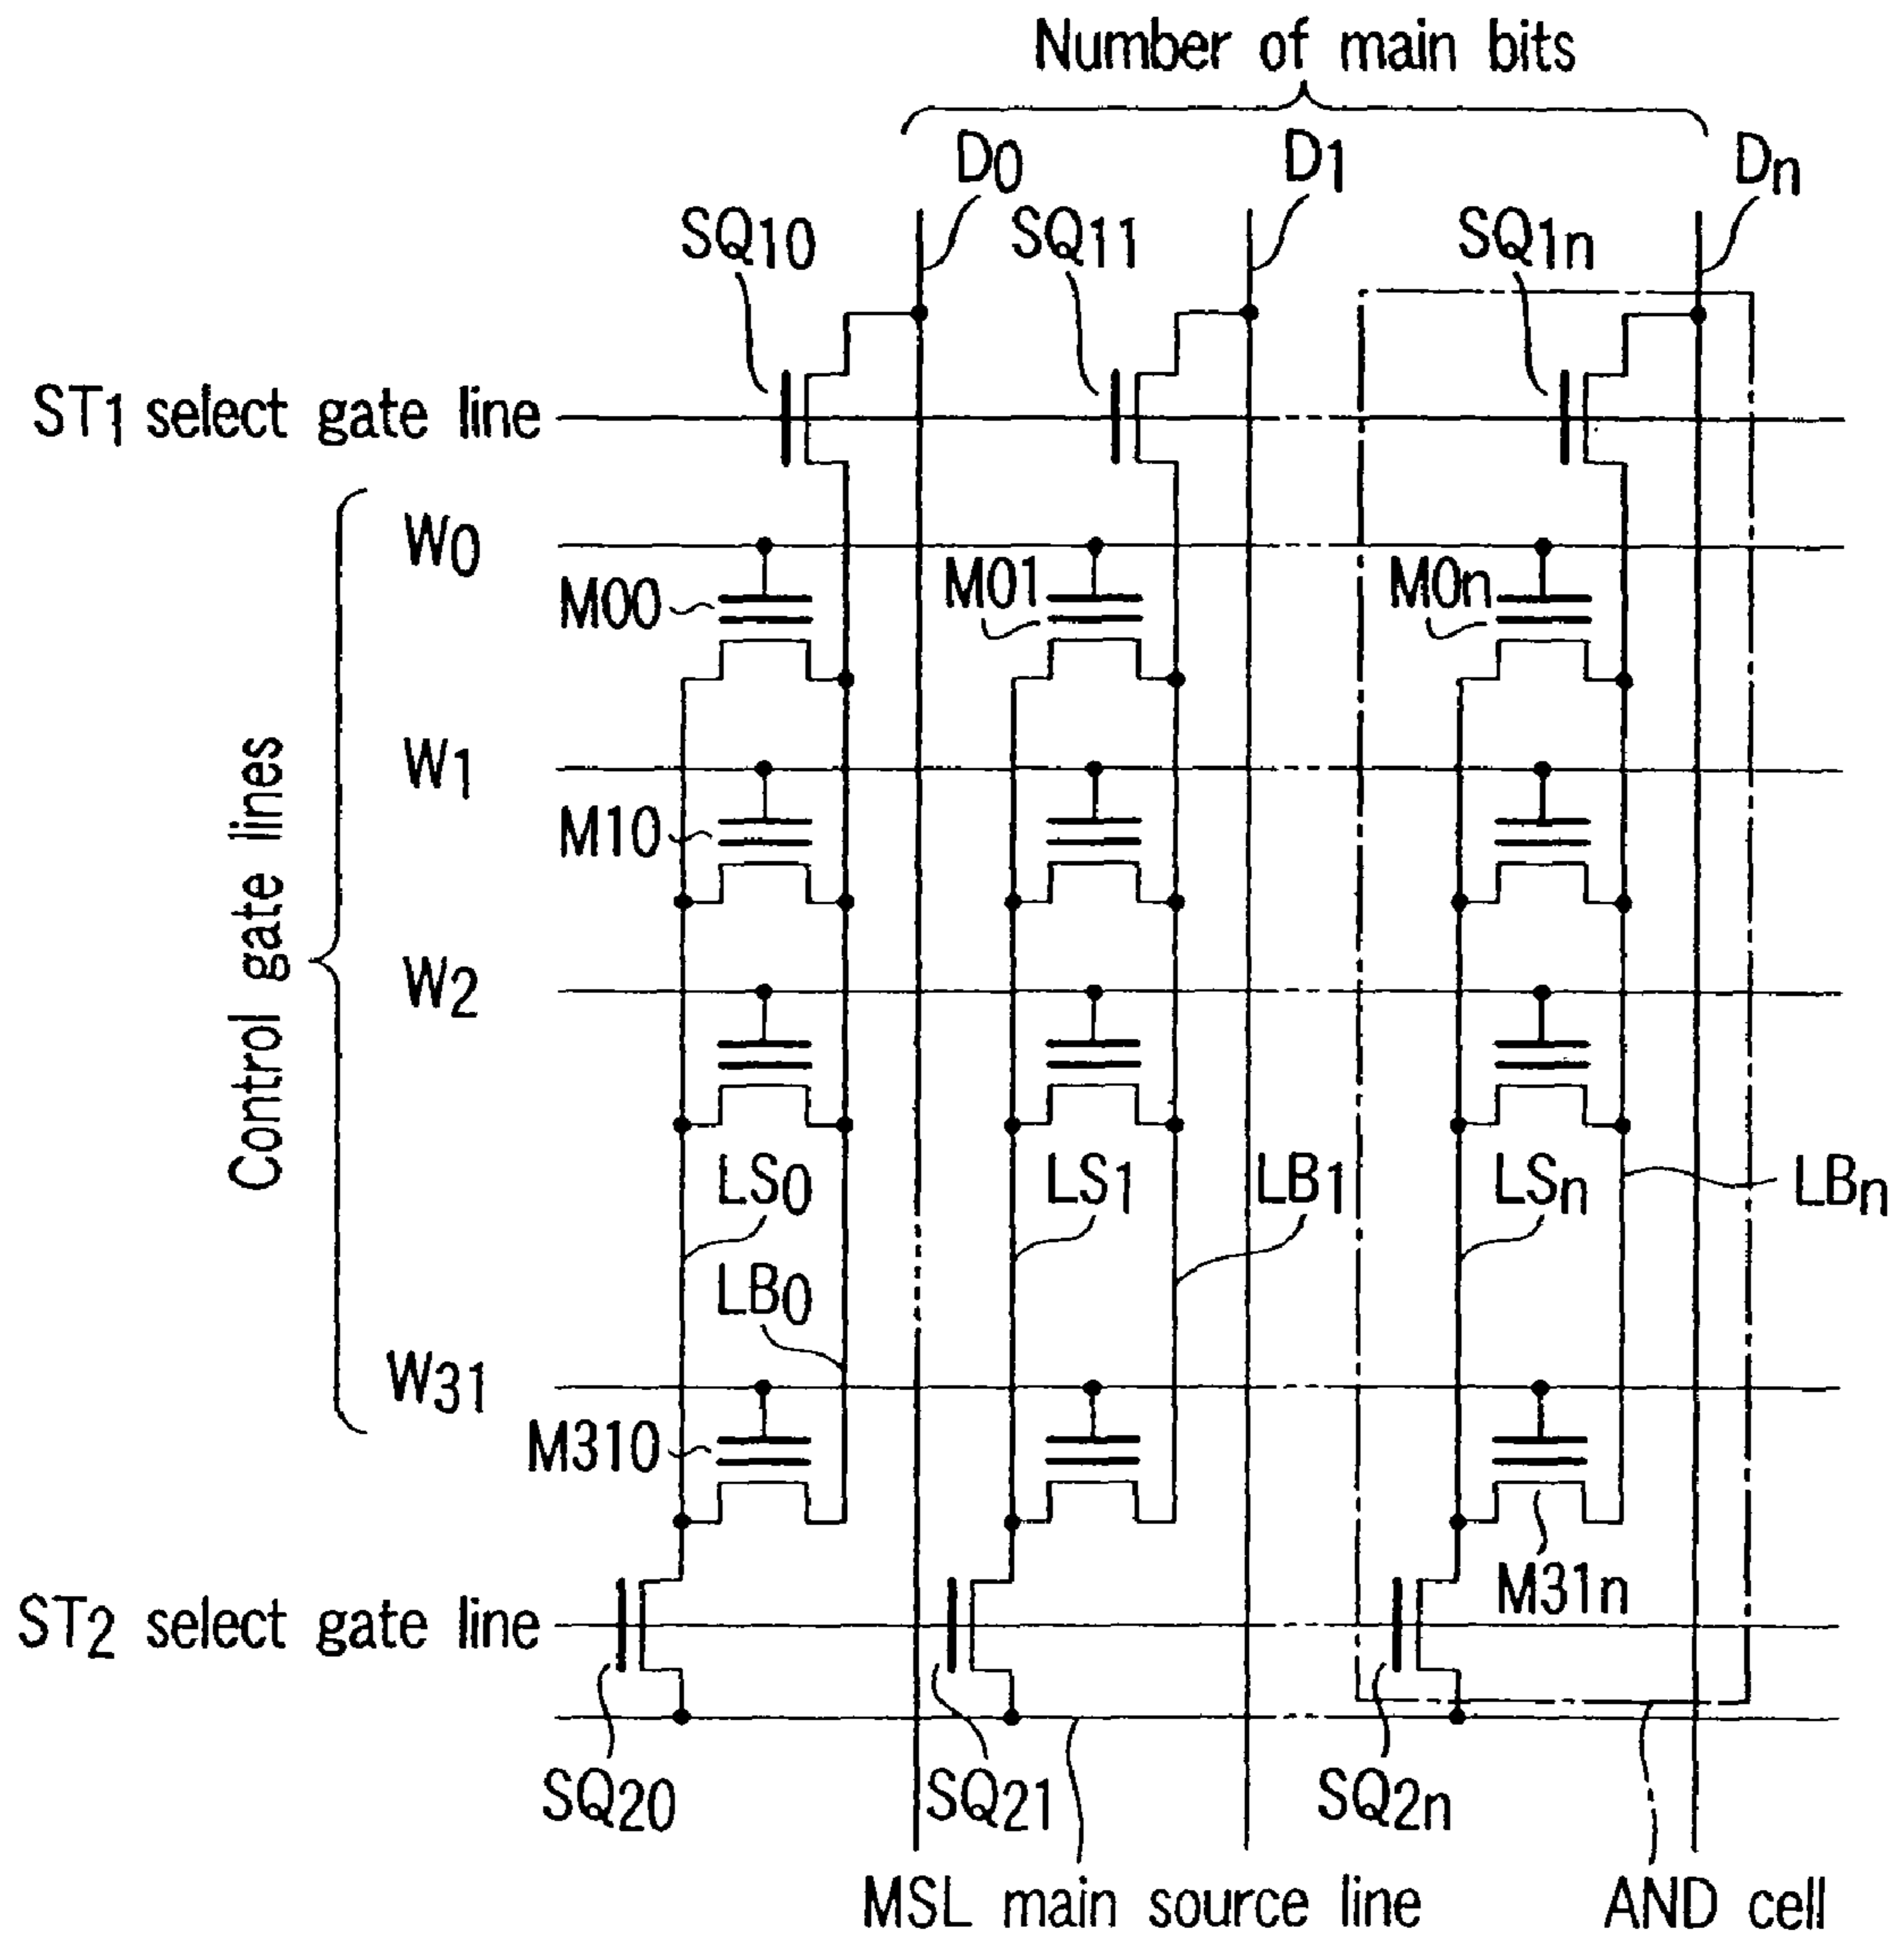 Number of main bits
D0
D1
Dn
SQ10
SQ11
SQ1n
ST1 select gate line
W0
M00
M01
M0n
W1
M10
Control gate lines
W2
LS0
LS1
LB1
LSn
LBn
LB0
W31
M310
M31n
ST2 select gate line
SQ20
SQ21
SQ2n
MSL main source line
AND cell